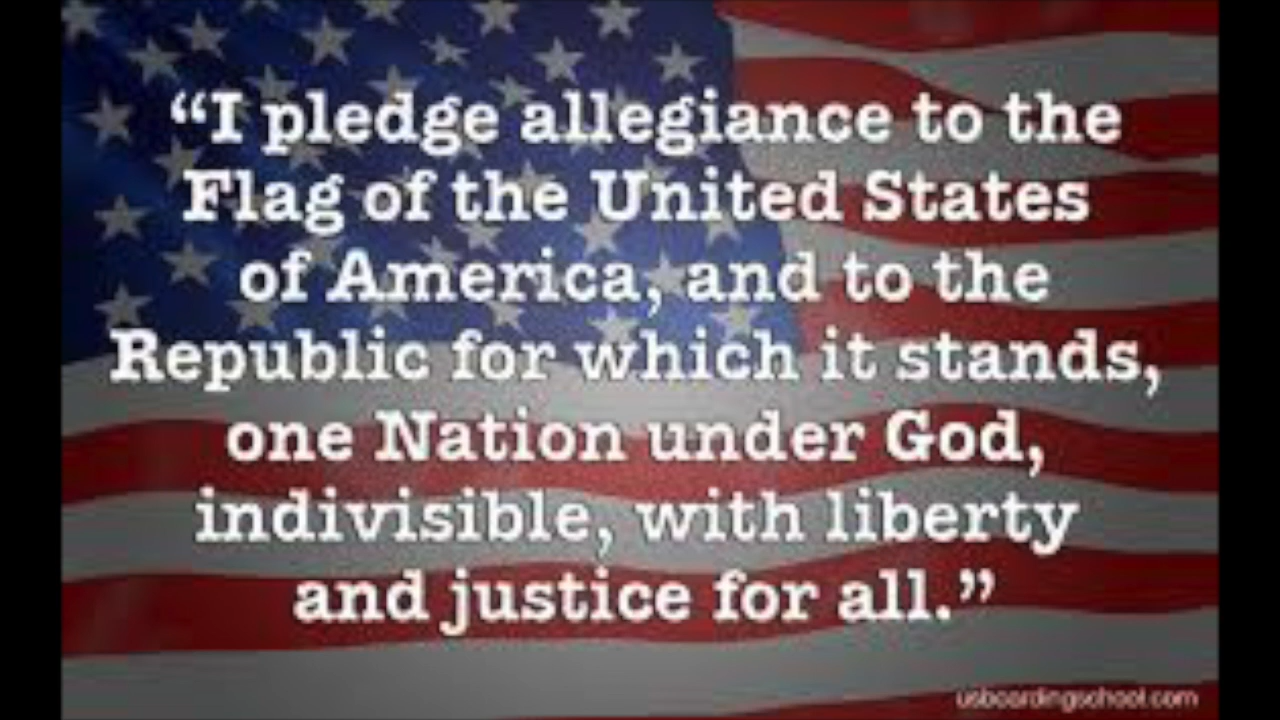 “I pledge allegiance to the
Flag of the United States
of America, and to the
Republic for which it stands,
one Nation under God,
indivisible, with liberty
and justice for all.”
usboardingschool.com